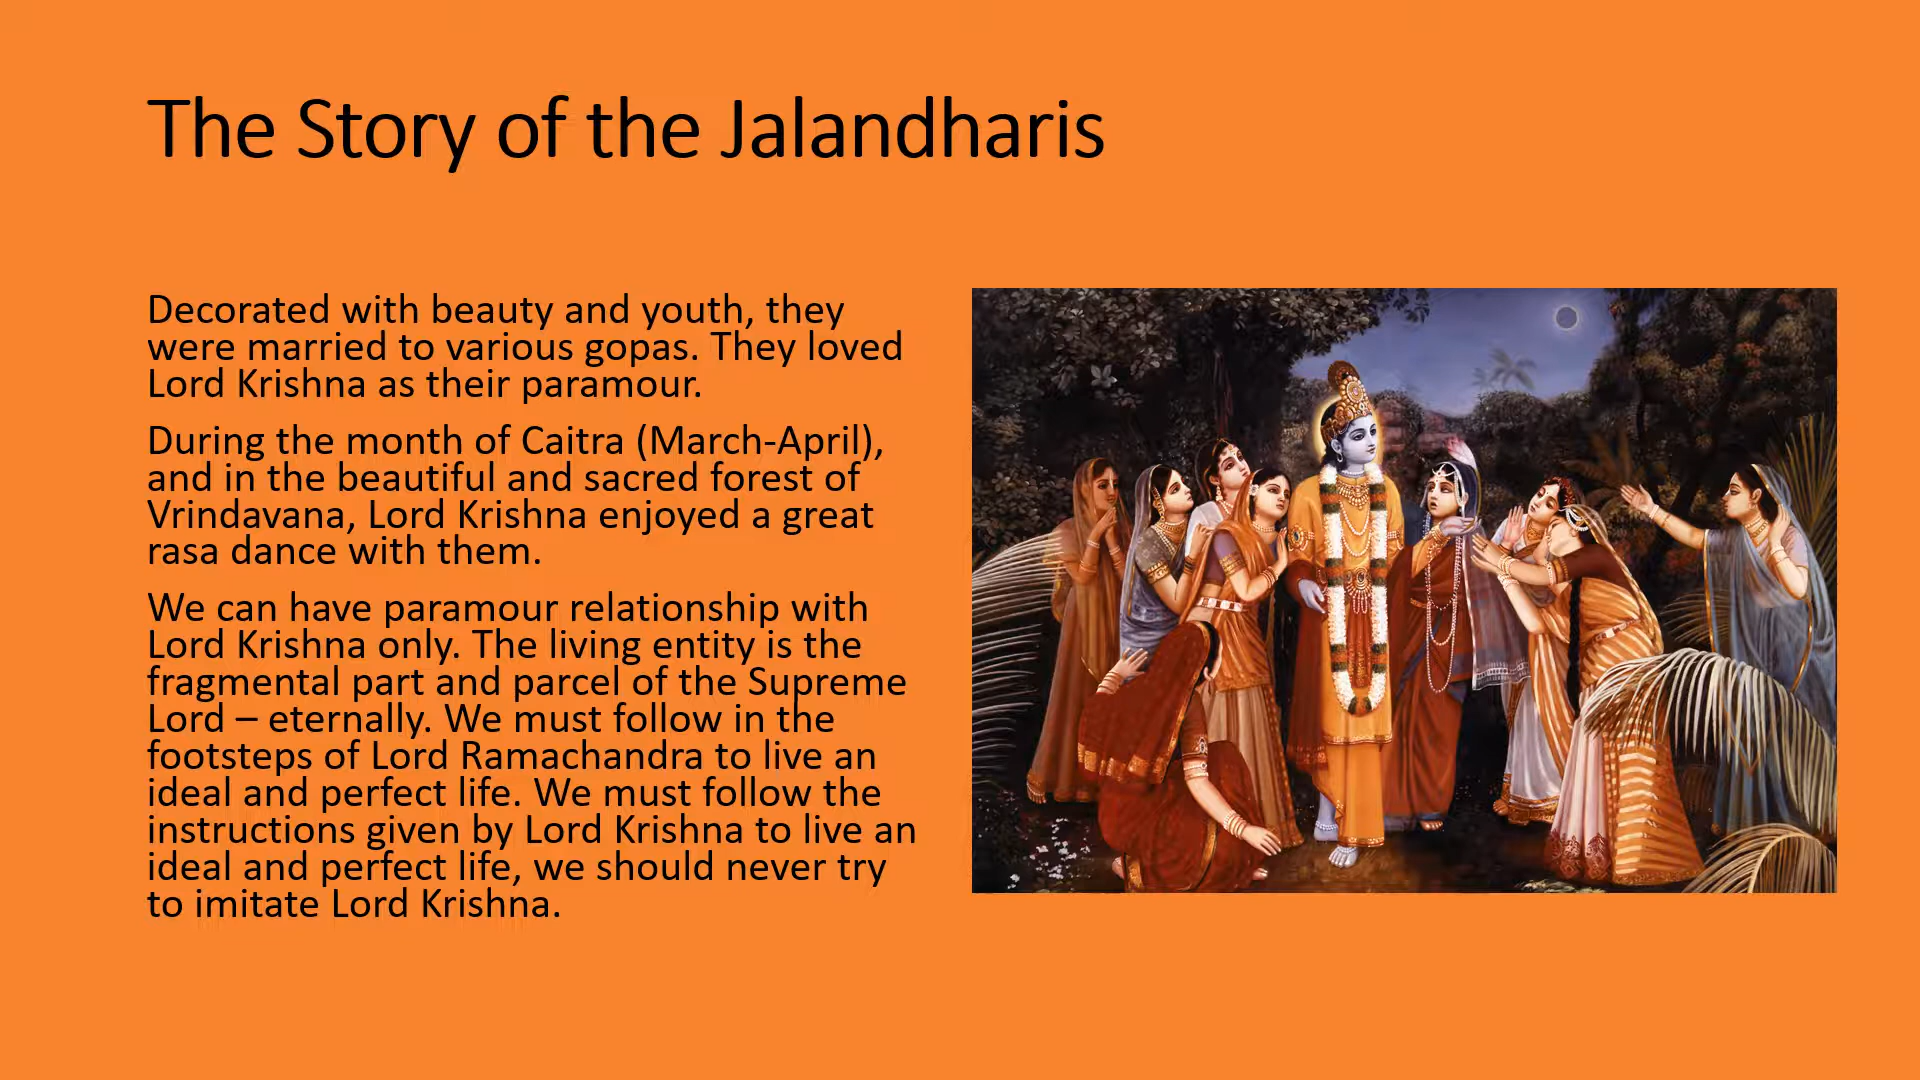 The Story of the Jalandharis
Decorated with beauty and youth, they
were married to various gopas. They loved
Lord Krishna as their paramour.
During the month of Caitra (March-April),
and in the beautiful and sacred forest of
Vrindavana, Lord Krishna enjoyed a great
rasa dance with them.
We can have paramour relationship with
Lord Krishna only. The living entity is the
fragmental part and parcel of the Supreme
Lord – eternally. We must follow in the
footsteps of Lord Ramachandra to live an
ideal and perfect life. We must follow the
instructions given by Lord Krishna to live an
ideal and perfect life, we should never try
to imitate Lord Krishna.